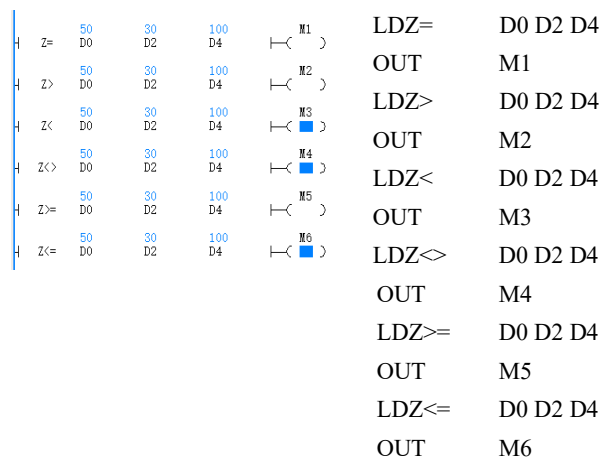 50 30 100 M1
Z= D0 D2 D4
50 30 100 M2
Z> D0 D2 D4
50 30 100 M3
Z< D0 D2 D4
50 30 100 M4
Z<> D0 D2 D4
50 30 100 M5
Z>= D0 D2 D4
50 30 100 M6
Z<= D0 D2 D4
LDZ= D0 D2 D4
OUT M1
LDZ> D0 D2 D4
OUT M2
LDZ< D0 D2 D4
OUT M3
LDZ<> D0 D2 D4
OUT M4
LDZ>= D0 D2 D4
OUT M5
LDZ<= D0 D2 D4
OUT M6